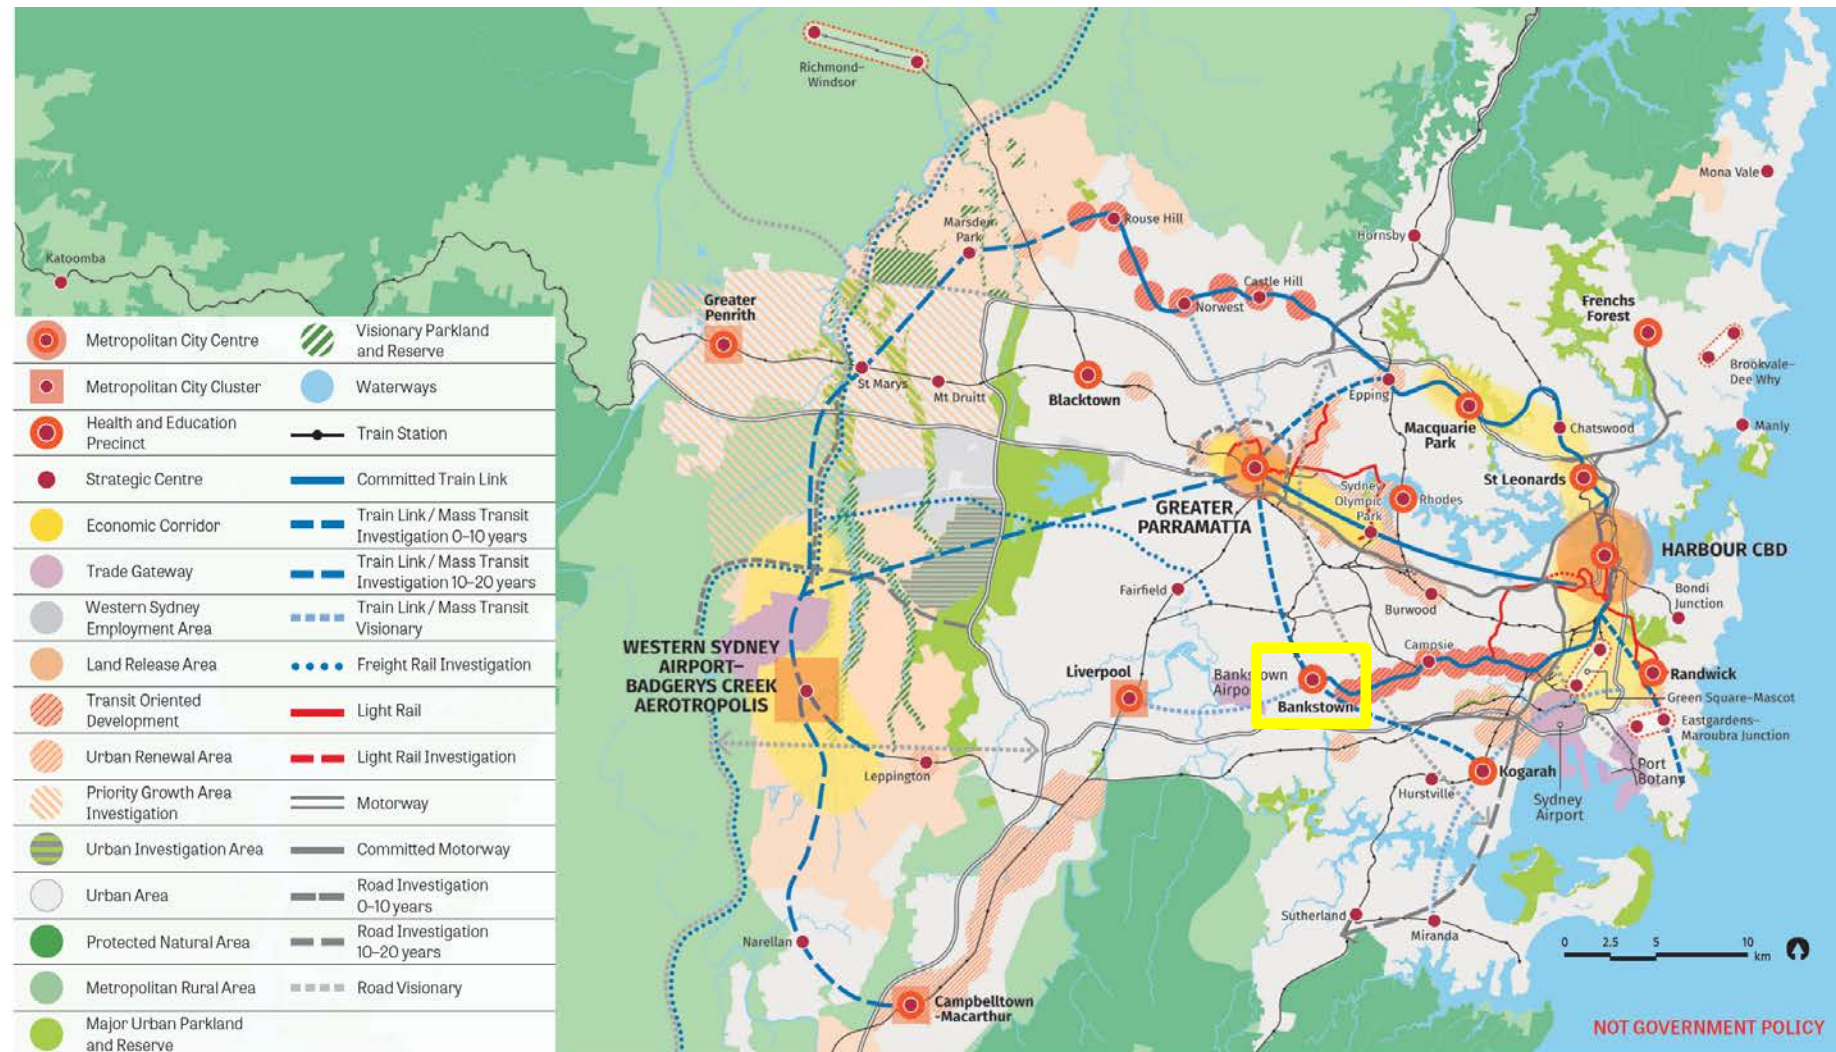 Richmond–
Windsor
Mona Vale
Marsden
Park
Rouse Hill
Hornsby
Katoomba
Castle Hill
Norwest
Greater
Penrith
Frenchs
Forest
Brookvale–
Dee Why
St Marys
Mt Druitt
Blacktown
Epping
Macquarie
Park
Chatswood
Manly
St Leonards
Sydney
Olympic
Park
Rhodes
GREATER
PARRAMATTA
HARBOUR CBD
Fairfield
Burwood
Bondi
Junction
WESTERN SYDNEY
AIRPORT–
BADGERYS CREEK
AEROTROPOLIS
Liverpool
Campsie
Bankstown
Airport
Bankstown
Randwick
Green Square–Mascot
Eastgardens–
Maroubra Junction
Leppington
Kogarah
Hurstville
Port
Botany
Sydney
Airport
Sutherland
Miranda
Narellan
Campbelltown
-Macarthur
Metropolitan City Centre
Metropolitan City Cluster
Health and Education
Precinct
Strategic Centre
Economic Corridor
Trade Gateway
Western Sydney
Employment Area
Land Release Area
Transit Oriented
Development
Urban Renewal Area
Priority Growth Area
Investigation
Urban Investigation Area
Urban Area
Protected Natural Area
Metropolitan Rural Area
Major Urban Parkland
and Reserve
Visionary Parkland
and Reserve
Waterways
Train Station
Committed Train Link
Train Link / Mass Transit
Investigation 0–10 years
Train Link / Mass Transit
Investigation 10–20 years
Train Link / Mass Transit
Visionary
Freight Rail Investigation
Light Rail
Light Rail Investigation
Motorway
Committed Motorway
Road Investigation
0–10 years
Road Investigation
10–20 years
Road Visionary
0 2.5 5 10
km
NOT GOVERNMENT POLICY